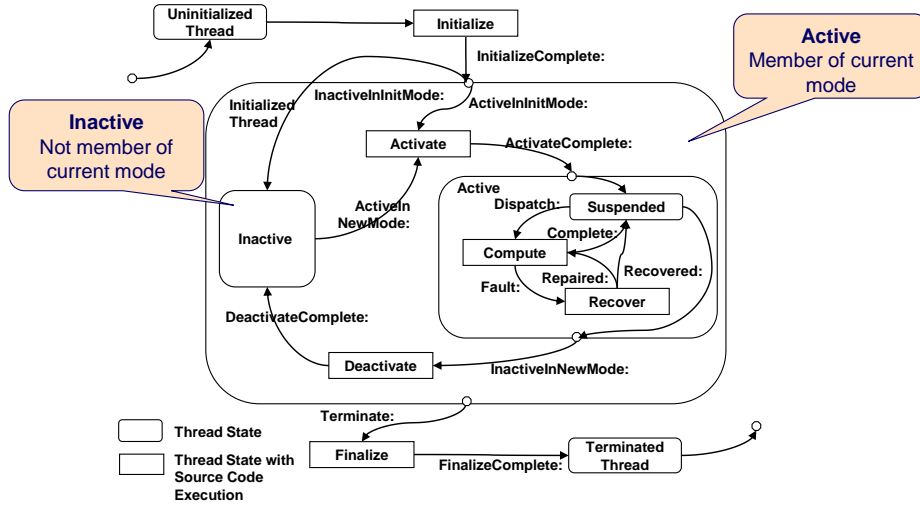 Uninitialized
Thread
Initialize
InitializeComplete:
Active
Member of current
mode
Inactive
Not member of
current mode
Initialized
Thread
InactiveInInitMode:
ActiveInInitMode:
Activate
ActivateComplete:
Active
Dispatch:
Suspended
ActiveIn
NewMode:
Inactive
Complete:
Compute
Repaired:
Recovered:
Fault:
Recover
DeactivateComplete:
Deactivate
InactiveInNewMode:
Terminate:
Thread State
Finalize
FinalizeComplete:
Terminated
Thread
Thread State with
Source Code
Execution